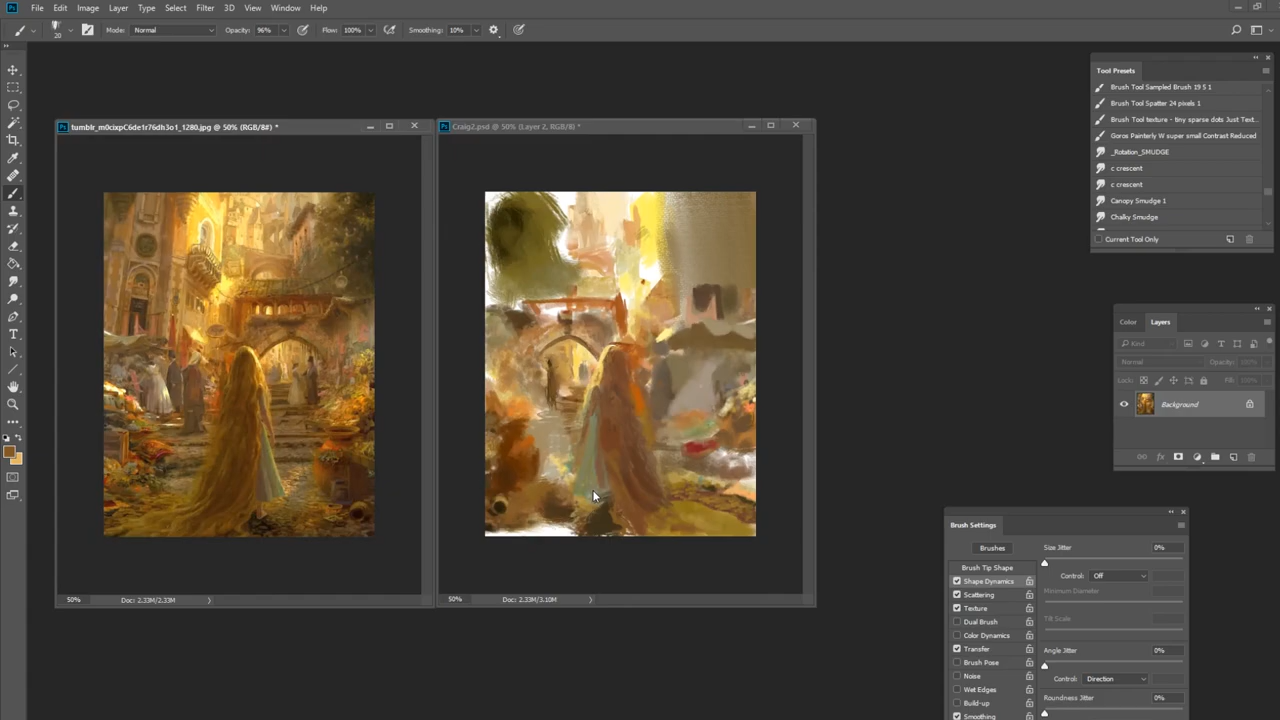 Ps File Edit Image Layer Type Select Filter 3D View Window Help
20 Mode: Normal Opacity: 96% Flow: 100% Smoothing: 10%
Tool Presets
Brush Tool Sampled Brush 19 5 1
Brush Tool Spatter 24 pixels 1
Brush Tool texture - tiny sparse dots Just Text...
Goros Painterly W super small Contrast Reduced
_Rotation_SMUDGE
c crescent
c crescent
Canopy Smudge 1
Chalky Smudge
Current Tool Only
tumblr_m0cixpC6de1r76dh3o1_1280.jpg @ 50% (RGB/8#) *
Craig2.psd @ 50% (Layer 2, RGB/8) *
50% Doc: 2.33M/2.33M
50% Doc: 2.33M/3.10M
Color Layers
Kind
Normal Opacity: 100%
Lock: Fill: 100%
Background
fx
Brush Settings
Brushes
Brush Tip Shape
Shape Dynamics
Scattering
Texture
Dual Brush
Color Dynamics
Transfer
Brush Pose
Noise
Wet Edges
Build-up
Smoothing
Size Jitter 0%
Control: Off
Minimum Diameter
Tilt Scale
Angle Jitter 0%
Control: Direction
Roundness Jitter 0%